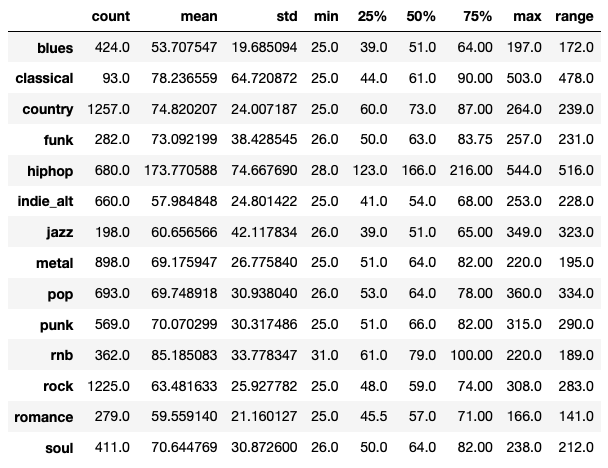 count mean std min 25% 50% 75% max range
blues 424.0 53.707547 19.685094 25.0 39.0 51.0 64.00 197.0 172.0
classical 93.0 78.236559 64.720872 25.0 44.0 61.0 90.00 503.0 478.0
country 1257.0 74.820207 24.007187 25.0 60.0 73.0 87.00 264.0 239.0
funk 282.0 73.092199 38.428545 26.0 50.0 63.0 83.75 257.0 231.0
hiphop 680.0 173.770588 74.667690 28.0 123.0 166.0 216.00 544.0 516.0
indie_alt 660.0 57.984848 24.801422 25.0 41.0 54.0 68.00 253.0 228.0
jazz 198.0 60.656566 42.117834 26.0 39.0 51.0 65.00 349.0 323.0
metal 898.0 69.175947 26.775840 25.0 51.0 64.0 82.00 220.0 195.0
pop 693.0 69.748918 30.938040 26.0 53.0 64.0 78.00 360.0 334.0
punk 569.0 70.070299 30.317486 25.0 51.0 66.0 82.00 315.0 290.0
rnb 362.0 85.185083 33.778347 31.0 61.0 79.0 100.00 220.0 189.0
rock 1225.0 63.481633 25.927782 25.0 48.0 59.0 74.00 308.0 283.0
romance 279.0 59.559140 21.160127 25.0 45.5 57.0 71.00 166.0 141.0
soul 411.0 70.644769 30.872600 26.0 50.0 64.0 82.00 238.0 212.0